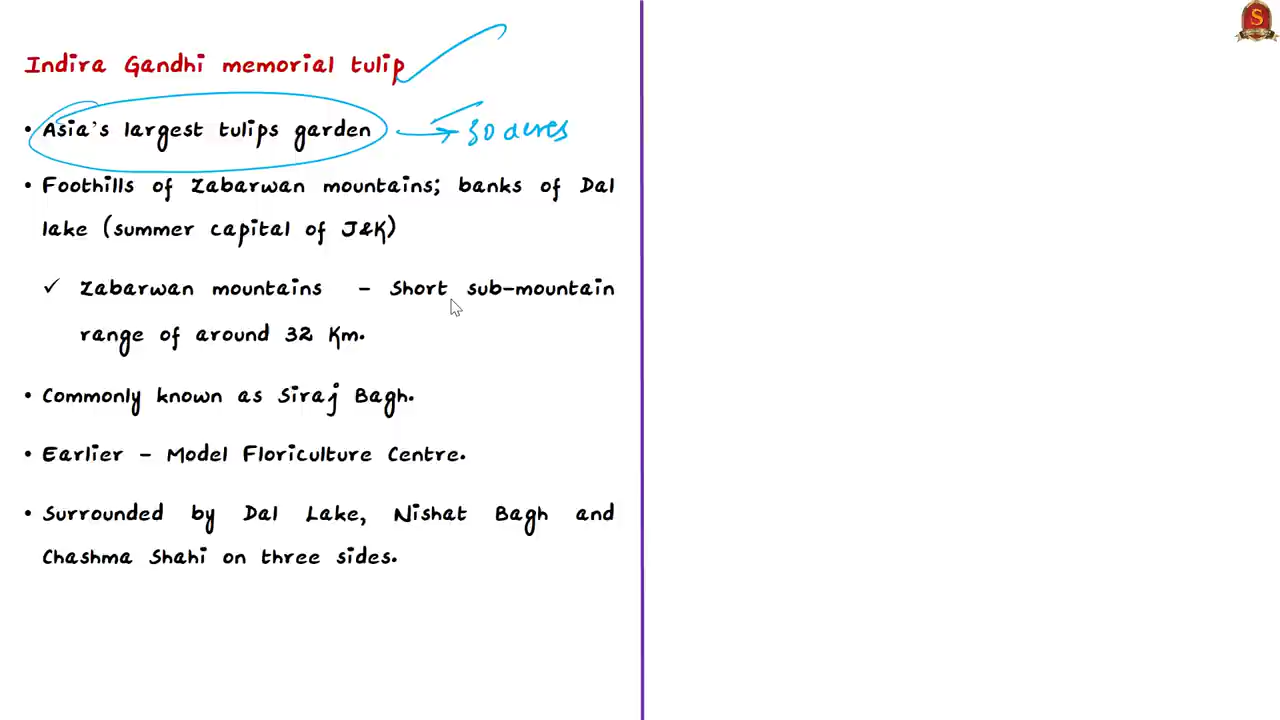 Indira Gandhi memorial tulip
• Asia's largest tulips garden → 30 acres
• Foothills of Zabarwan mountains; banks of Dal
lake (summer capital of J&K)
✓ Zabarwan mountains - Short sub-mountain
range of around 32 Km.
• Commonly known as Siraj Bagh.
• Earlier - Model Floriculture Centre.
• Surrounded by Dal Lake, Nishat Bagh and
Chashma Shahi on three sides.
S